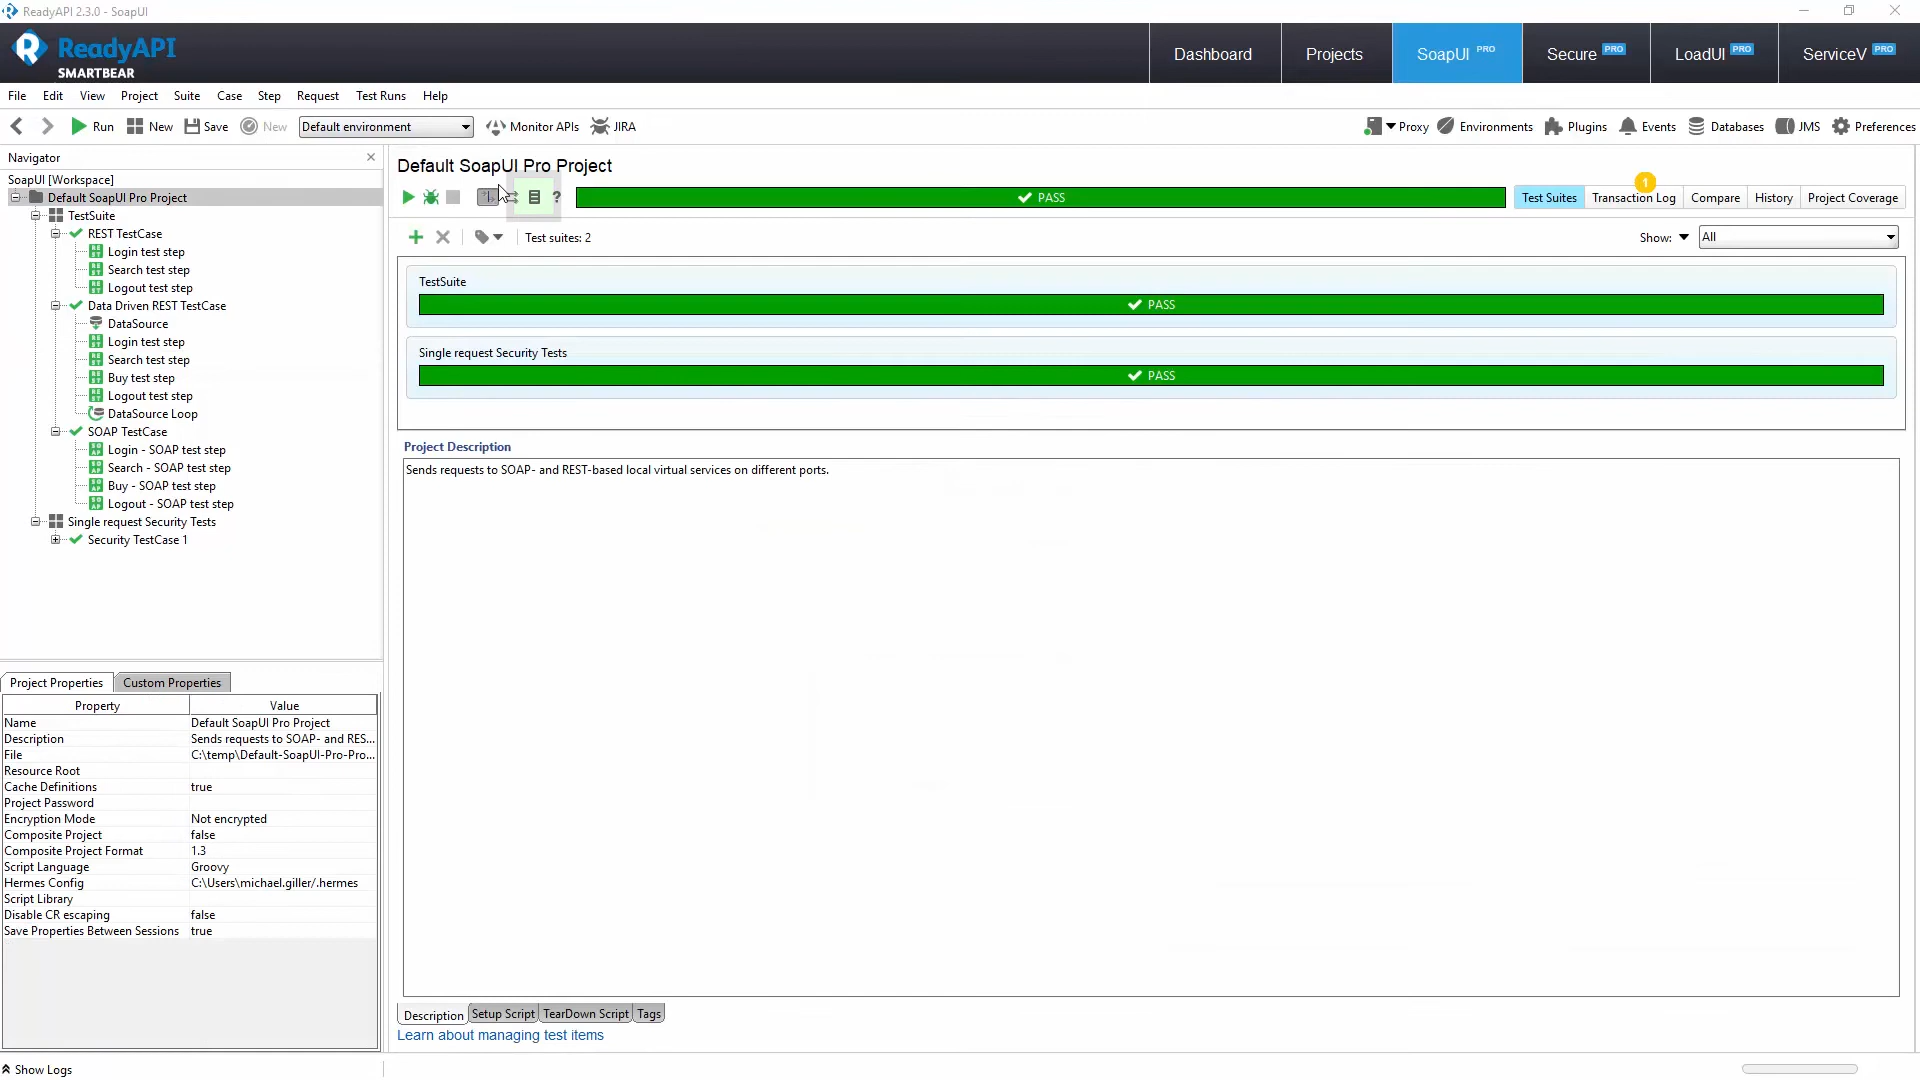 ReadyAPI 2.3.0 - SoapUI
ReadyAPI
SMARTBEAR
Dashboard
Projects
SoapUI PRO
Secure PRO
LoadUI PRO
ServiceV PRO
File Edit View Project Suite Case Step Request Test Runs Help
Run New Save New Default environment Monitor APIs JIRA Proxy Environments Plugins Events Databases JMS Preferences
Navigator
SoapUI [Workspace]
Default SoapUI Pro Project
TestSuite
REST TestCase
Login test step
Search test step
Logout test step
Data Driven REST TestCase
DataSource
Login test step
Search test step
Buy test step
Logout test step
DataSource Loop
SOAP TestCase
Login - SOAP test step
Search - SOAP test step
Buy - SOAP test step
Logout - SOAP test step
Single request Security Tests
Security TestCase 1
Project Properties Custom Properties
Property Value
Name Default SoapUI Pro Project
Description Sends requests to SOAP- and RES...
File C:\temp\Default-SoapUI-Pro-Pro...
Resource Root
Cache Definitions true
Project Password
Encryption Mode Not encrypted
Composite Project false
Composite Project Format 1.3
Script Language Groovy
Hermes Config C:\Users\michael.giller/.hermes
Script Library
Disable CR escaping false
Save Properties Between Sessions true
Show Logs
Default SoapUI Pro Project
? PASS
1
Test Suites Transaction Log Compare History Project Coverage
Test suites: 2
Show: All
TestSuite
PASS
Single request Security Tests
PASS
Project Description
Sends requests to SOAP- and REST-based local virtual services on different ports.
Description Setup Script TearDown Script Tags
Learn about managing test items